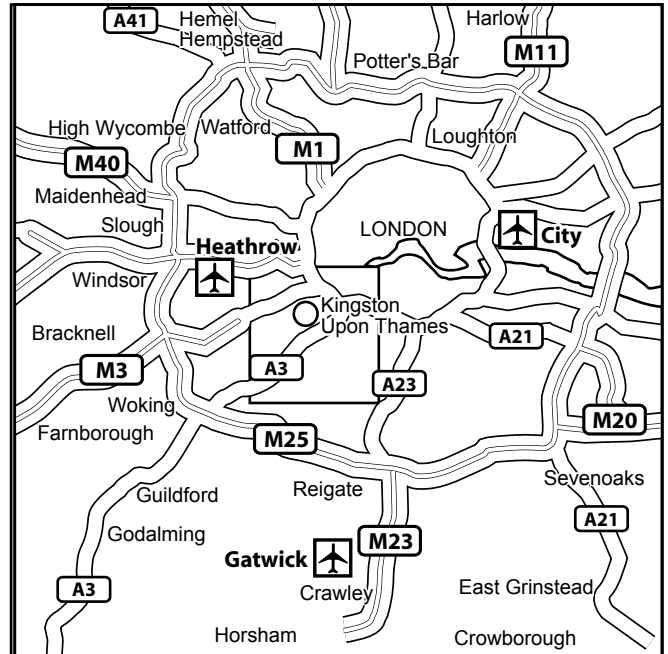 A41
Hemel
Hempstead
Harlow
Potter's Bar
M11
High Wycombe
Watford
M1
Loughton
M40
Maidenhead
Slough
LONDON
City
Heathrow
Windsor
Kingston
Upon Thames
Bracknell
A21
M3
A3
A23
Woking
M20
Farnborough
M25
Sevenoaks
Reigate
Guildford
A21
Godalming
M23
Gatwick
Crawley
East Grinstead
A3
Horsham
Crowborough